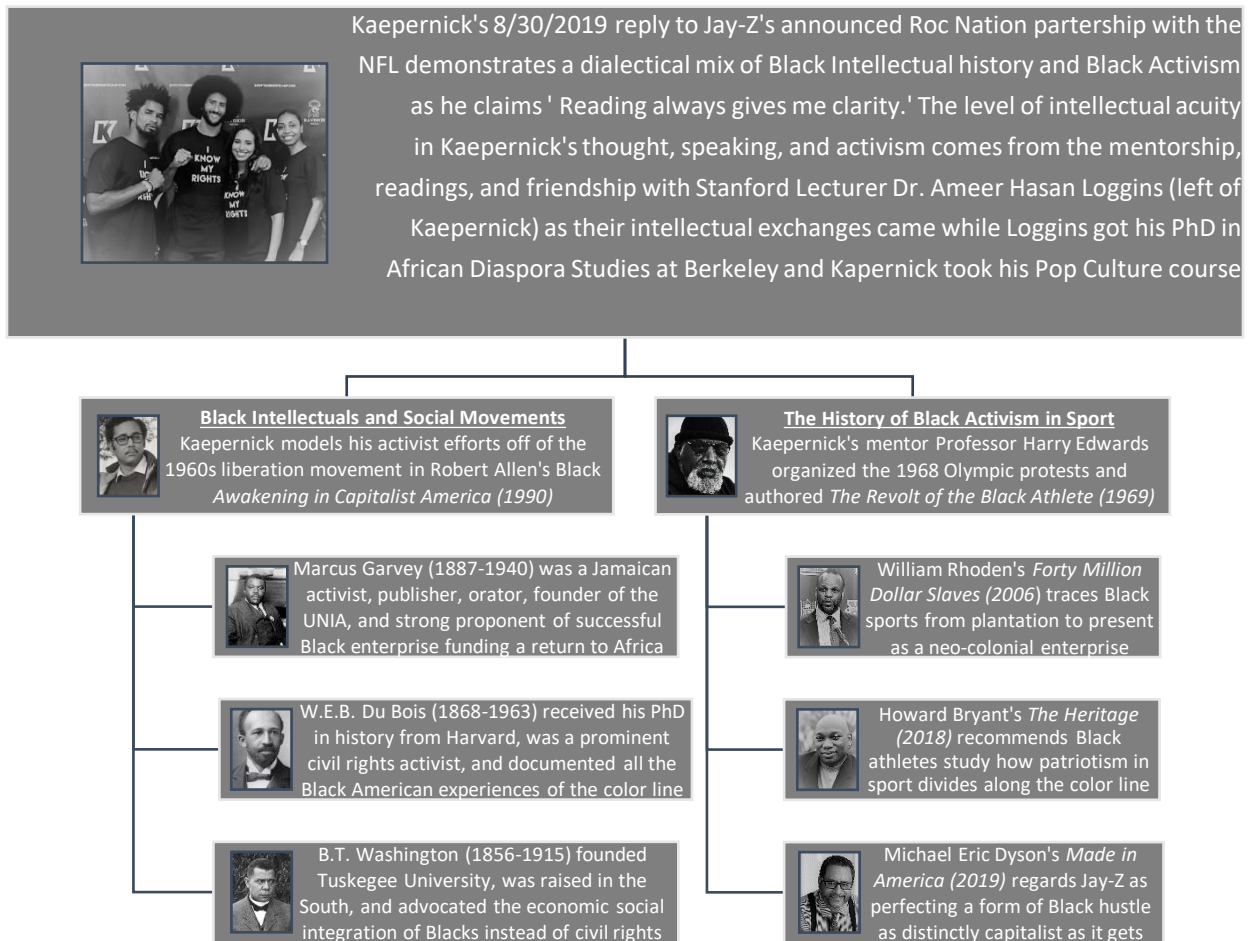 Kaepernick's 8/30/2019 reply to Jay-Z's announced Roc Nation partership with the
NFL demonstrates a dialectical mix of Black Intellectual history and Black Activism
as he claims ' Reading always gives me clarity.' The level of intellectual acuity
in Kaepernick's thought, speaking, and activism comes from the mentorship,
readings, and friendship with Stanford Lecturer Dr. Ameer Hasan Loggins (left of
Kaepernick) as their intellectual exchanges came while Loggins got his PhD in
African Diaspora Studies at Berkeley and Kapernick took his Pop Culture course
I
KNOW
MY
RIGHTS
KNOW
MY
RIGHTS
Black Intellectuals and Social Movements
Kaepernick models his activist efforts off of the
1960s liberation movement in Robert Allen's Black
Awakening in Capitalist America (1990)
Marcus Garvey (1887-1940) was a Jamaican
activist, publisher, orator, founder of the
UNIA, and strong proponent of successful
Black enterprise funding a return to Africa
W.E.B. Du Bois (1868-1963) received his PhD
in history from Harvard, was a prominent
civil rights activist, and documented all the
Black American experiences of the color line
B.T. Washington (1856-1915) founded
Tuskegee University, was raised in the
South, and advocated the economic social
integration of Blacks instead of civil rights
The History of Black Activism in Sport
Kaepernick's mentor Professor Harry Edwards
organized the 1968 Olympic protests and
authored The Revolt of the Black Athlete (1969)
William Rhoden's Forty Million
Dollar Slaves (2006) traces Black
sports from plantation to present
as a neo-colonial enterprise
Howard Bryant's The Heritage
(2018) recommends Black
athletes study how patriotism in
sport divides along the color line
Michael Eric Dyson's Made in
America (2019) regards Jay-Z as
perfecting a form of Black hustle
as distinctly capitalist as it gets